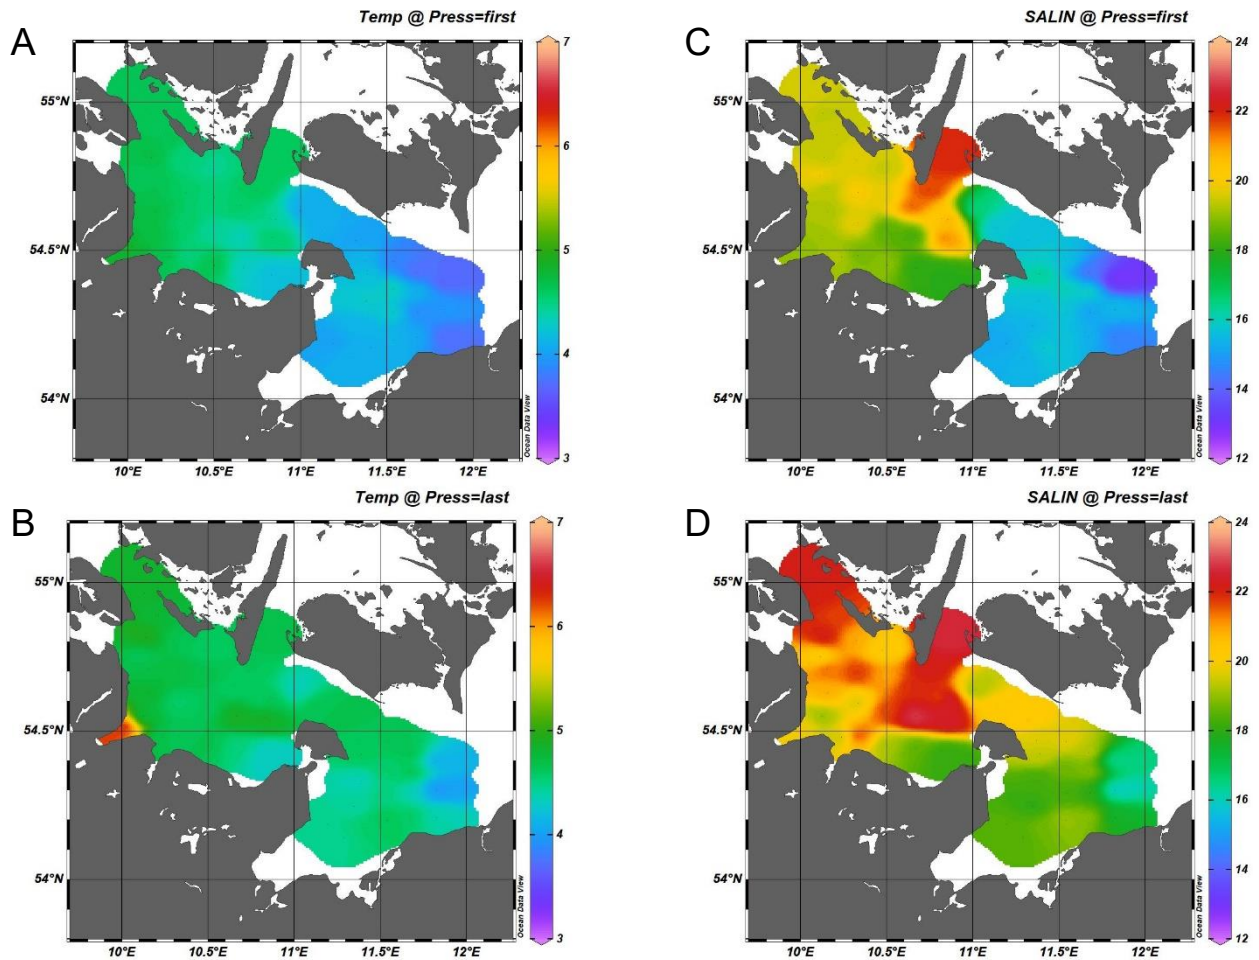 A
Temp @ Press=first
55°N
54.5°N
54°N
10°E 10.5°E 11°E 11.5°E 12°E
7
6
5
4
3
Ocean Data View
C
SALIN @ Press=first
55°N
54.5°N
54°N
10°E 10.5°E 11°E 11.5°E 12°E
24
22
20
18
16
14
12
Ocean Data View
B
Temp @ Press=last
55°N
54.5°N
54°N
10°E 10.5°E 11°E 11.5°E 12°E
7
6
5
4
3
Ocean Data View
D
SALIN @ Press=last
55°N
54.5°N
54°N
10°E 10.5°E 11°E 11.5°E 12°E
24
22
20
18
16
14
12
Ocean Data View